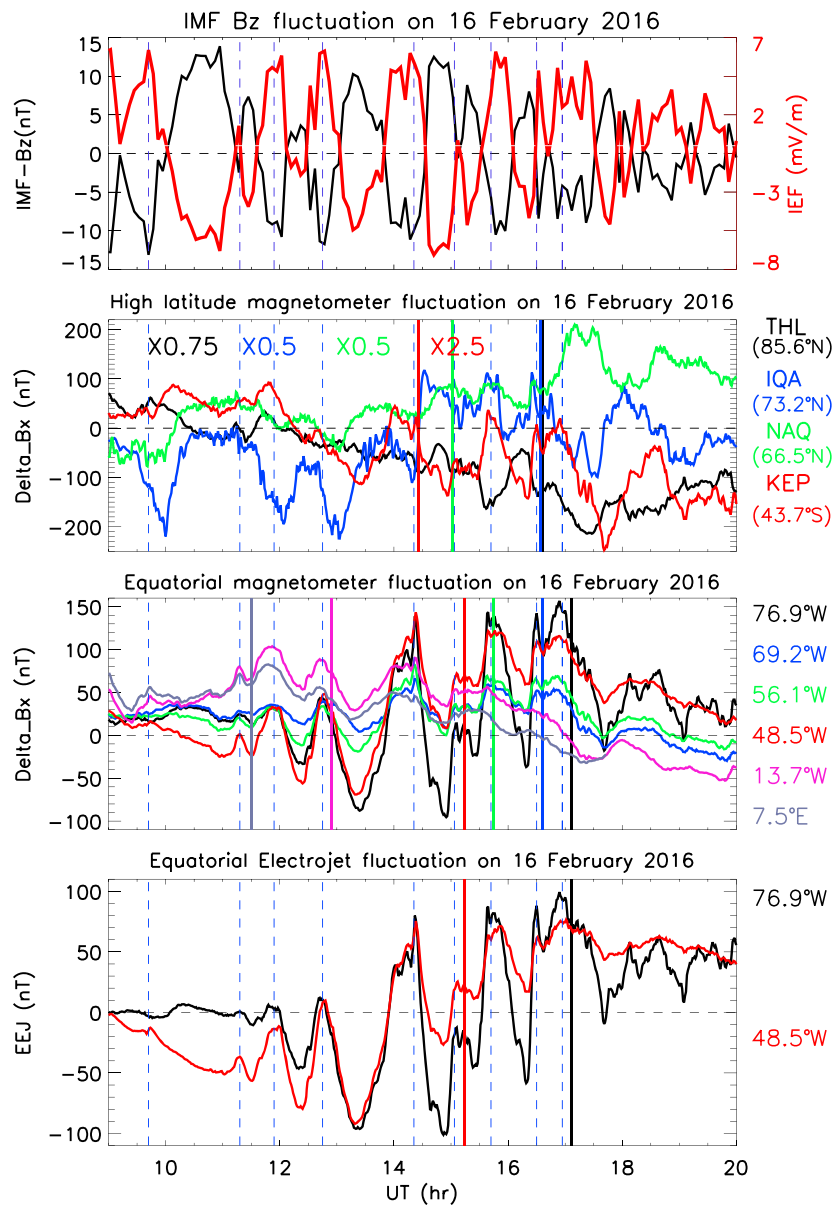 IMF Bz fluctuation on 16 February 2016
15
10
5
0
−5
−10
−15
IMF−Bz(nT)
7
2
−3
−8
IEF (mV/m)
High latitude magnetometer fluctuation on 16 February 2016
X0.75 X0.5 X0.5 X2.5
200
100
0
−100
−200
Delta_Bx (nT)
THL
(85.6°N)
IQA
(73.2°N)
NAQ
(66.5°N)
KEP
(43.7°S)
Equatorial magnetometer fluctuation on 16 February 2016
150
100
50
0
−50
−100
Delta_Bx (nT)
76.9°W
69.2°W
56.1°W
48.5°W
13.7°W
7.5°E
Equatorial Electrojet fluctuation on 16 February 2016
100
50
0
−50
−100
EEJ (nT)
76.9°W
48.5°W
10 12 14 16 18 20
UT (hr)